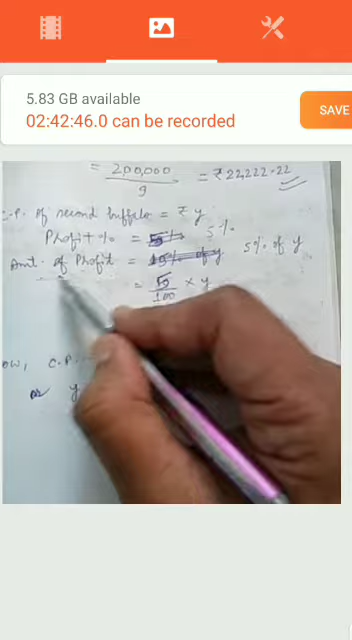 5.83 GB available
02:42:46.0 can be recorded
SAVE
= 200,000 / 9 = ₹22,222.22
C.P. of second buffalo = ₹ y
Profit % = 5%
Amt. of Profit = 5% of y
= 5/100 × y
C.P.
or y